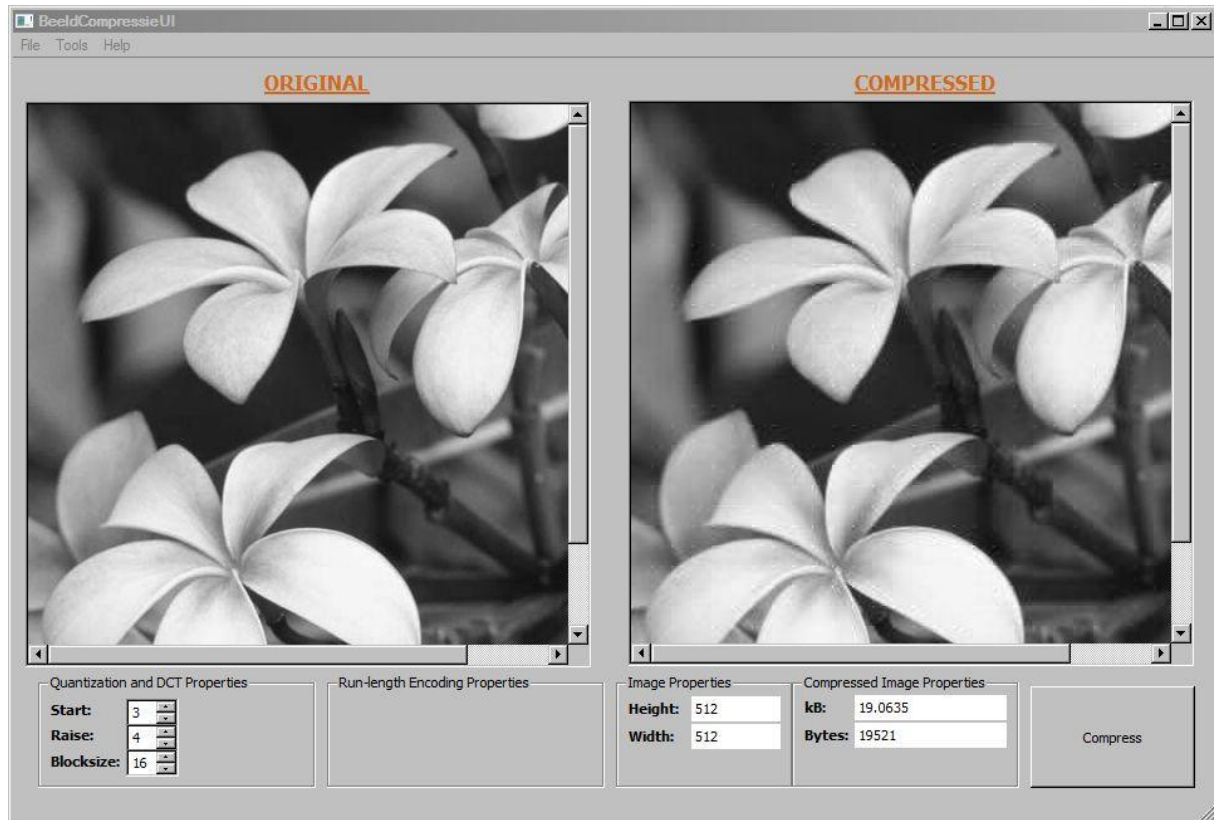 BeeldCompressieUI
File Tools Help
ORIGINAL
COMPRESSED
Quantization and DCT Properties
Start: 3
Raise: 4
Blocksize: 16
Run-length Encoding Properties
Image Properties
Height: 512
Width: 512
Compressed Image Properties
kB: 19.0635
Bytes: 19521
Compress